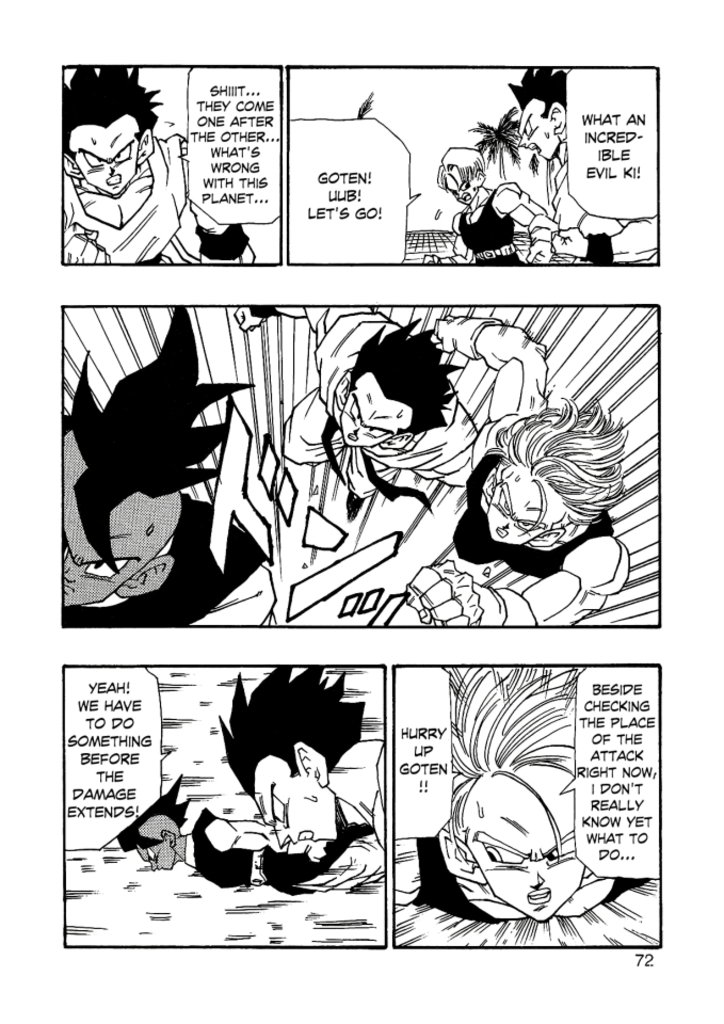 WHAT AN
INCRED-
IBLE
EVIL KI!
GOTEN!
UUB!
LET'S GO!
SHIIIT...
THEY COME
ONE AFTER
THE OTHER...
WHAT'S
WRONG
WITH THIS
PLANET...
BESIDE
CHECKING
THE PLACE
OF THE
ATTACK
RIGHT NOW,
I DON'T
REALLY
KNOW YET
WHAT TO
DO...
HURRY
UP
GOTEN
!!
YEAH!
WE HAVE
TO DO
SOMETHING
BEFORE
THE
DAMAGE
EXTENDS!
72